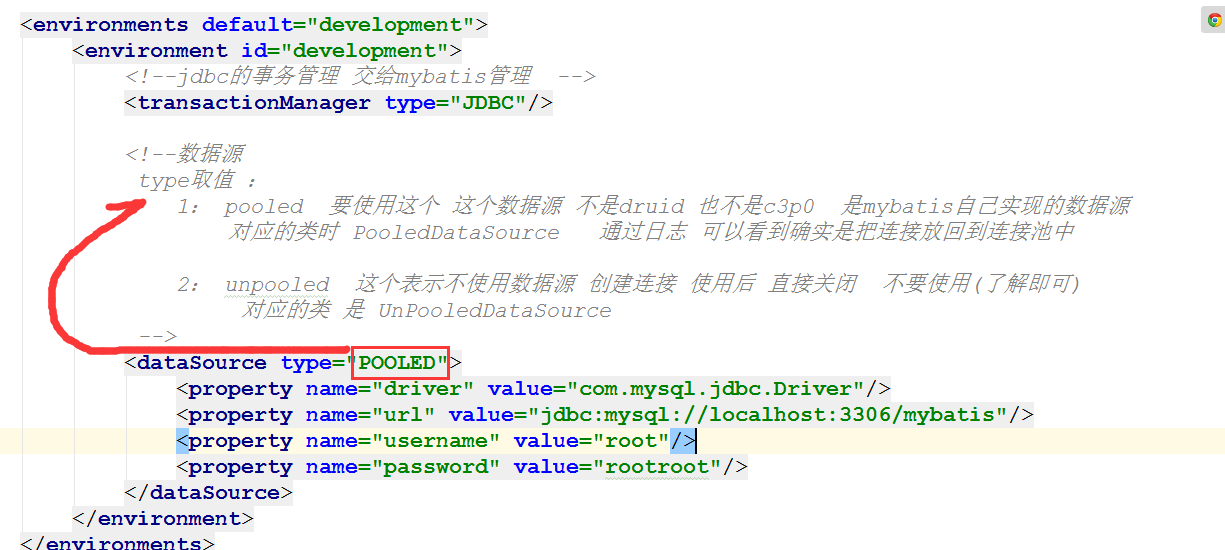 <environments default="development">
<environment id="development">
<!--jdbc的事务管理 交给mybatis管理  -->
<transactionManager type="JDBC"/>
<!--数据源
type取值 :
1: pooled  要使用这个 这个数据源 不是druid 也不是c3p0  是mybatis自己实现的数据源
对应的类时 PooledDataSource   通过日志 可以看到确实是把连接放回到连接池中
2: unpooled  这个表示不使用数据源 创建连接 使用后 直接关闭  不要使用(了解即可)
对应的类 是 UnPooledDataSource
-->
<dataSource type="POOLED">
<property name="driver" value="com.mysql.jdbc.Driver"/>
<property name="url" value="jdbc:mysql://localhost:3306/mybatis"/>
<property name="username" value="root"/>
<property name="password" value="rootroot"/>
</dataSource>
</environment>
</environments>